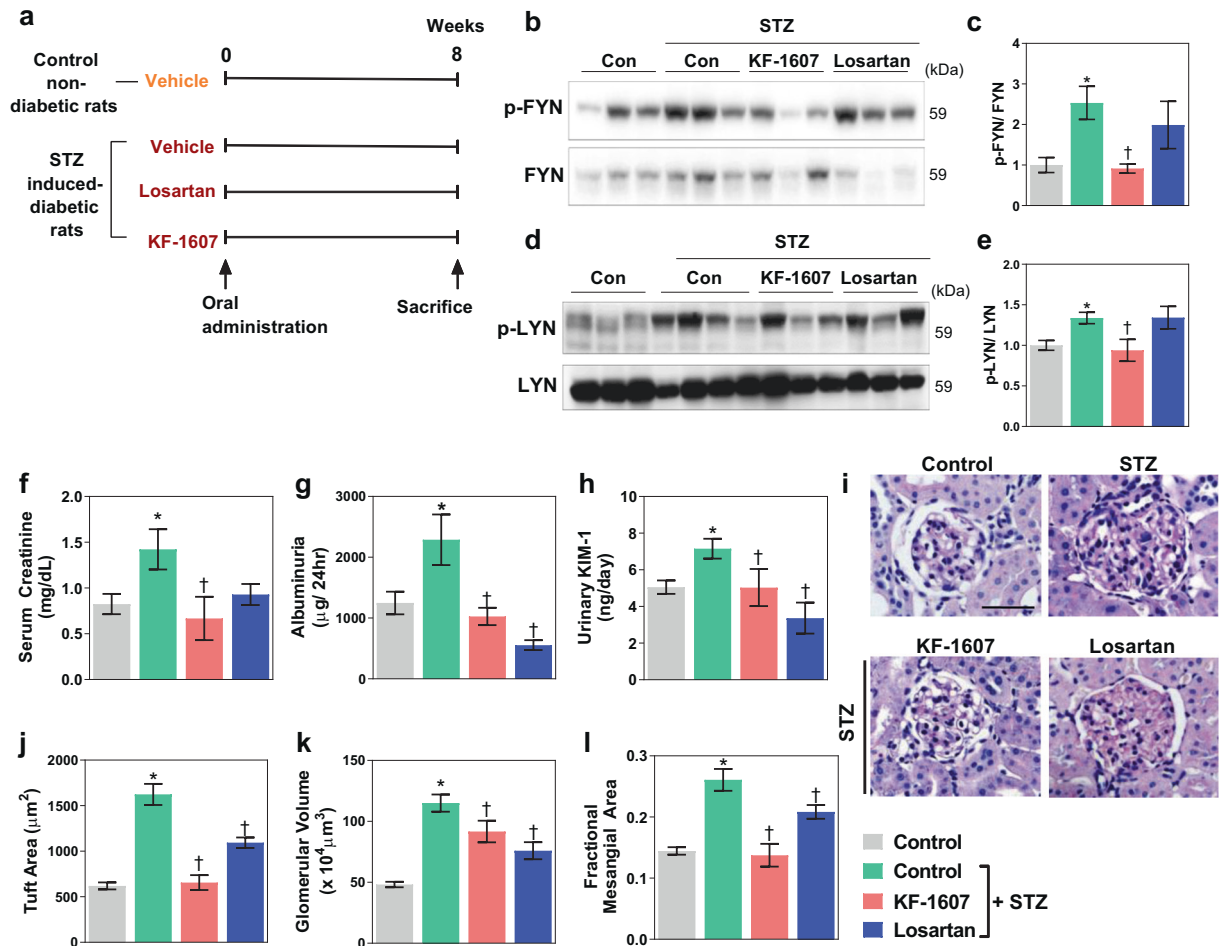 a
Weeks
0
8
Control
non-
diabetic rats
Vehicle
STZ
induced-
diabetic
rats
Vehicle
Losartan
KF-1607
Oral
administration
Sacrifice
b
STZ
Con
Con
KF-1607
Losartan
(kDa)
p-FYN
59
FYN
59
c
p-FYN/ FYN
4
3
2
1
0
*
†
d
STZ
Con
Con
KF-1607
Losartan
(kDa)
p-LYN
59
LYN
59
e
p-LYN/ LYN
2.0
1.5
1.0
0.5
0.0
*
†
f
Serum Creatinine
(mg/dL)
2.0
1.5
1.0
0.5
0.0
*
†
g
Albuminuria
(μg/ 24hr)
3000
2000
1000
0
*
†
†
h
Urinary KIM-1
(ng/day)
10
8
6
4
2
0
*
†
†
i
Control
STZ
KF-1607
Losartan
STZ
j
Tuft Area (μm²)
2000
1500
1000
500
0
*
†
†
k
Glomerular Volume
(x 10⁴μm³)
150
100
50
0
*
†
†
l
Fractional
Mesangial Area
0.3
0.2
0.1
0.0
*
†
†
Control
Control
KF-1607
Losartan
+ STZ